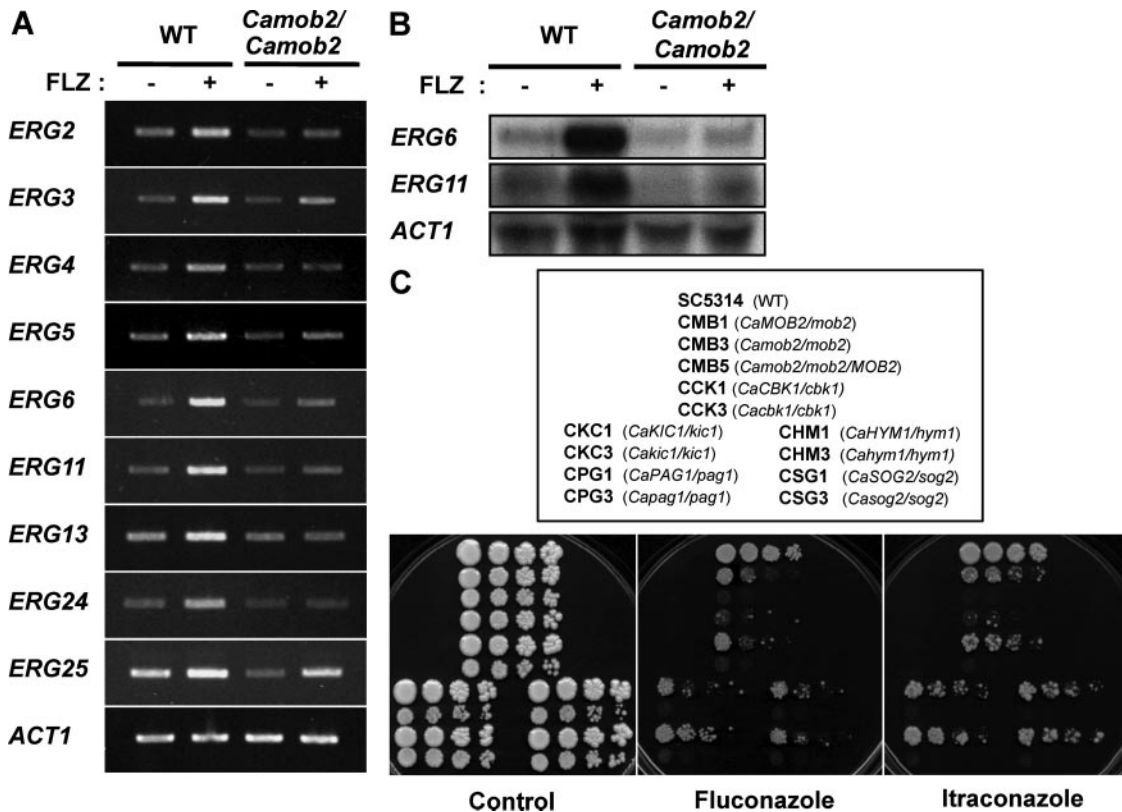 A
WT
Camob2/
Camob2
FLZ : - + - +
ERG2
ERG3
ERG4
ERG5
ERG6
ERG11
ERG13
ERG24
ERG25
ACT1
B
WT
Camob2/
Camob2
FLZ : - + - +
ERG6
ERG11
ACT1
C
SC5314 (WT)
CMB1 (CaMOB2/mob2)
CMB3 (Camob2/mob2)
CMB5 (Camob2/mob2/MOB2)
CCK1 (CaCBK1/cbk1)
CCK3 (Cacbk1/cbk1)
CKC1 (CaKIC1/kic1) CHM1 (CaHYM1/hym1)
CKC3 (Cakic1/kic1) CHM3 (Cahym1/hym1)
CPG1 (CaPAG1/pag1) CSG1 (CaSOG2/sog2)
CPG3 (Capag1/pag1) CSG3 (Casog2/sog2)
Control Fluconazole Itraconazole